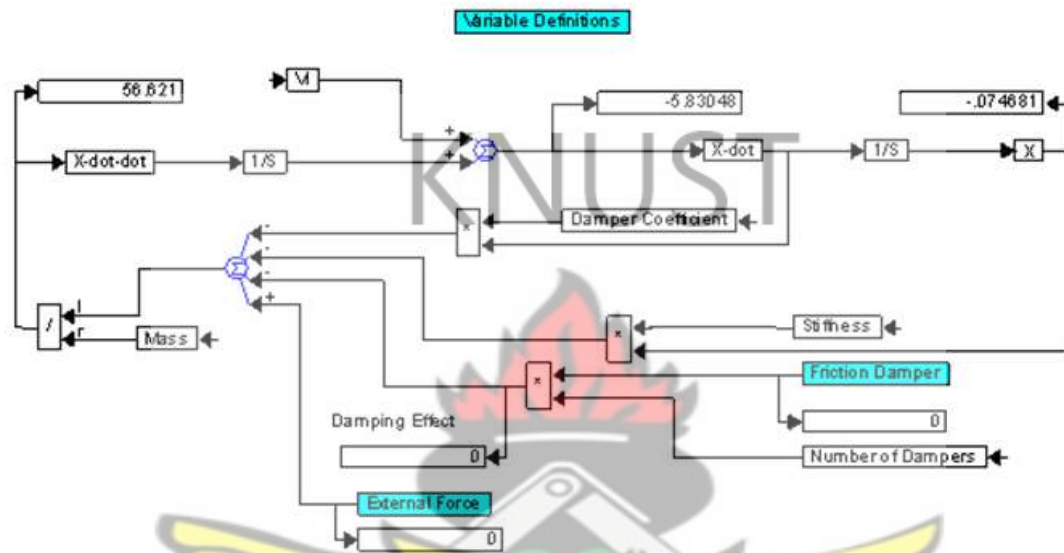 Variable Definitions
56.621
VI
-5.83048
-.074681
+
+
Σ
X-dot-dot
1/S
X-dot
1/S
X
KNUST
Damper Coefficient
*
-
-
-
+
Σ
l
r
/
Mass
Stiffness
*
Friction Damper
*
0
Damping Effect
0
Number of Dampers
External Force
0